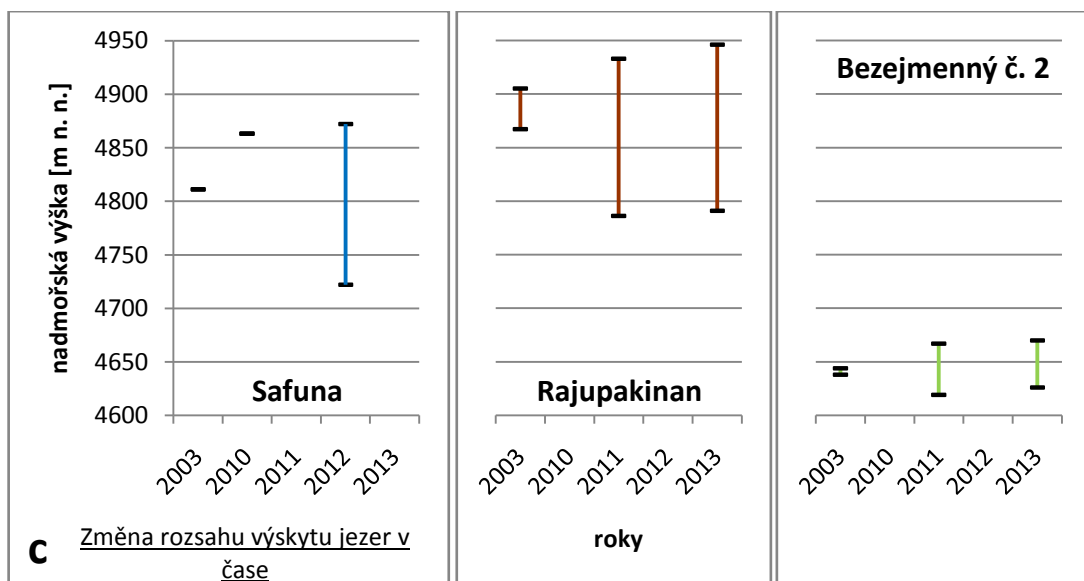 nadmořská výška [m n. n.]
4950
4900
4850
4800
4750
4700
4650
4600
Safuna
2003
2010
2011
2012
2013
Rajupakinan
2003
2010
2011
2012
2013
Bezejmenný č. 2
2003
2010
2011
2012
2013
c
Změna rozsahu výskytu jezer v
čase
roky